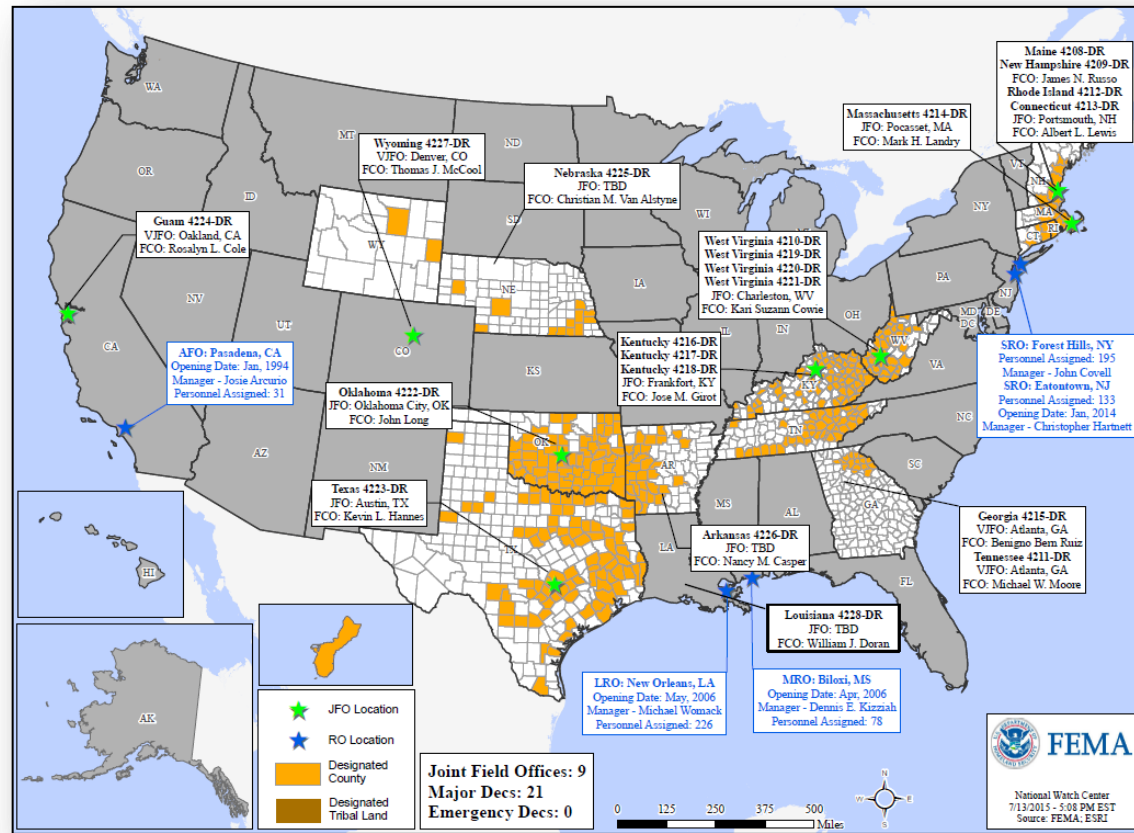 Maine 4208-DR
New Hampshire 4209-DR
FCO: James N. Russo
Rhode Island 4212-DR
Connecticut 4213-DR
JFO: Portsmouth, NH
FCO: Albert L. Lewis
Massachusetts 4214-DR
JFO: Pocasset, MA
FCO: Mark H. Landry
Wyoming 4227-DR
VJFO: Denver, CO
FCO: Thomas J. McCool
Nebraska 4225-DR
JFO: TBD
FCO: Christian M. Van Alstyne
Guam 4224-DR
VJFO: Oakland, CA
FCO: Rosalyn L. Cole
West Virginia 4210-DR
West Virginia 4219-DR
West Virginia 4220-DR
West Virginia 4221-DR
JFO: Charleston, WV
FCO: Kari Suzann Cowie
Kentucky 4216-DR
Kentucky 4217-DR
Kentucky 4218-DR
JFO: Frankfort, KY
FCO: Jose M. Girot
AFO: Pasadena, CA
Opening Date: Jan, 1994
Manager - Josie Arcurio
Personnel Assigned: 31
SRO: Forest Hills, NY
Personnel Assigned: 195
Manager - John Covell
SRO: Eatontown, NJ
Personnel Assigned: 133
Opening Date: Jan, 2014
Manager - Christopher Hartnett
Oklahoma 4222-DR
JFO: Oklahoma City, OK
FCO: John Long
Texas 4223-DR
JFO: Austin, TX
FCO: Kevin L. Hannes
Arkansas 4226-DR
JFO: TBD
FCO: Nancy M. Casper
Georgia 4215-DR
VJFO: Atlanta, GA
FCO: Benigno Bern Ruiz
Tennessee 4211-DR
VJFO: Atlanta, GA
FCO: Michael W. Moore
Louisiana 4228-DR
JFO: TBD
FCO: William J. Doran
LRO: New Orleans, LA
Opening Date: May, 2006
Manager - Michael Womack
Personnel Assigned: 226
MRO: Biloxi, MS
Opening Date: Apr, 2006
Manager - Dennis E. Kizziah
Personnel Assigned: 78
WA
MT
ND
OR
ID
SD
WI
WY
NE
IA
NY
VT
NH
MA
CT
RI
PA
NJ
MD
DE
DC
NV
UT
CA
CO
KS
IL
IN
OH
WV
VA
KY
TN
NC
SC
AZ
NM
OK
AR
TX
LA
MS
AL
GA
FL
HI
AK
JFO Location
RO Location
Designated
County
Designated
Tribal Land
Joint Field Offices: 9
Major Decs: 21
Emergency Decs: 0
0 125 250 375 500
Miles
N
W
E
S
FEMA
National Watch Center
7/13/2015 - 5:08 PM EST
Source: FEMA; ESRI